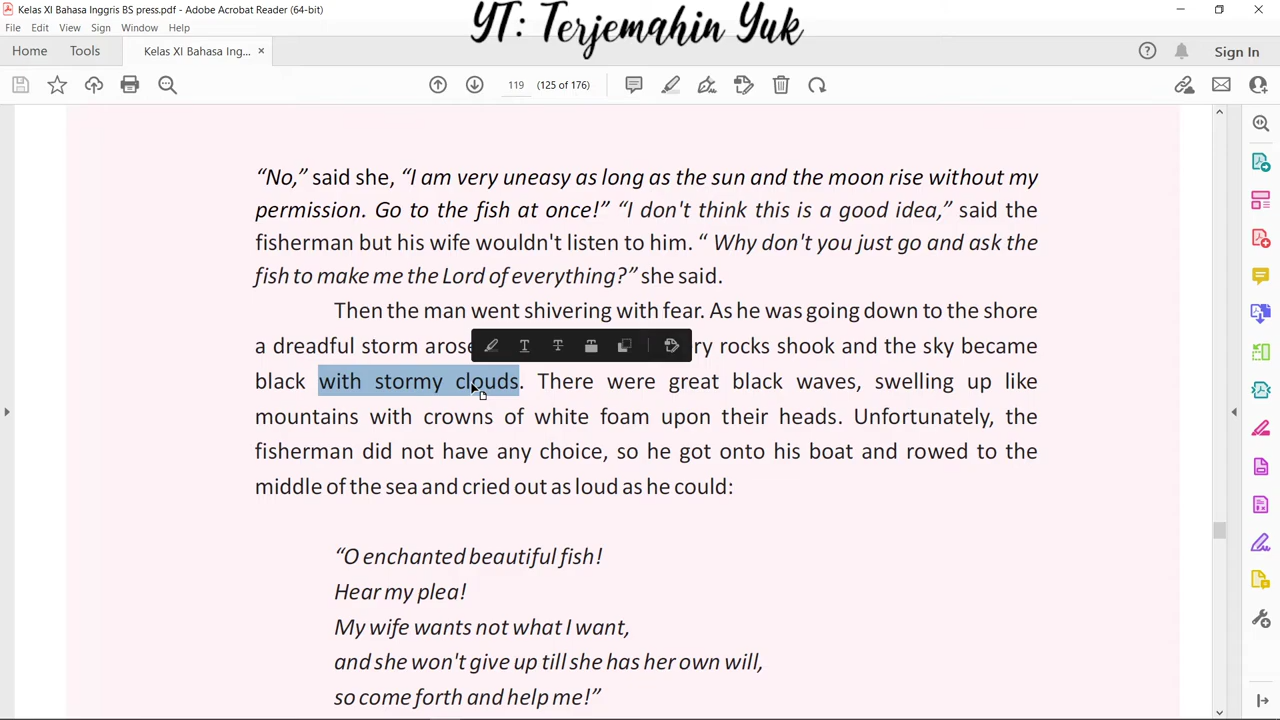 Kelas XI Bahasa Inggris BS press.pdf - Adobe Acrobat Reader (64-bit)
YT: Terjemahin Yuk
File Edit View Sign Window Help
Home Tools Kelas XI Bahasa Ing... × Sign In
119 (125 of 176)
“No,” said she, “I am very uneasy as long as the sun and the moon rise without my
permission. Go to the fish at once!” “I don't think this is a good idea,” said the
fisherman but his wife wouldn't listen to him. “ Why don't you just go and ask the
fish to make me the Lord of everything?” she said.
Then the man went shivering with fear. As he was going down to the shore
a dreadful storm arose ry rocks shook and the sky became
black with stormy clouds. There were great black waves, swelling up like
mountains with crowns of white foam upon their heads. Unfortunately, the
fisherman did not have any choice, so he got onto his boat and rowed to the
middle of the sea and cried out as loud as he could:
“O enchanted beautiful fish!
Hear my plea!
My wife wants not what I want,
and she won't give up till she has her own will,
so come forth and help me!”